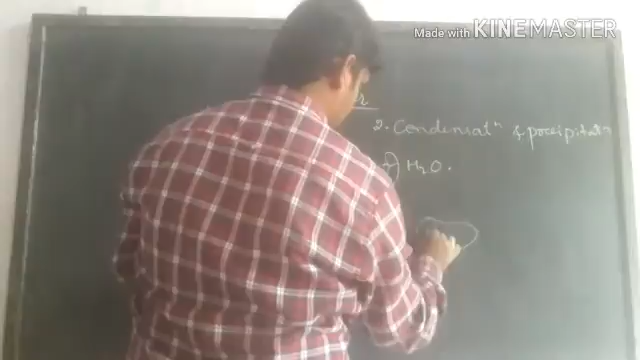 Made with KINEMASTER
2. Condensatⁿ & precipitatⁿ
H₂O.